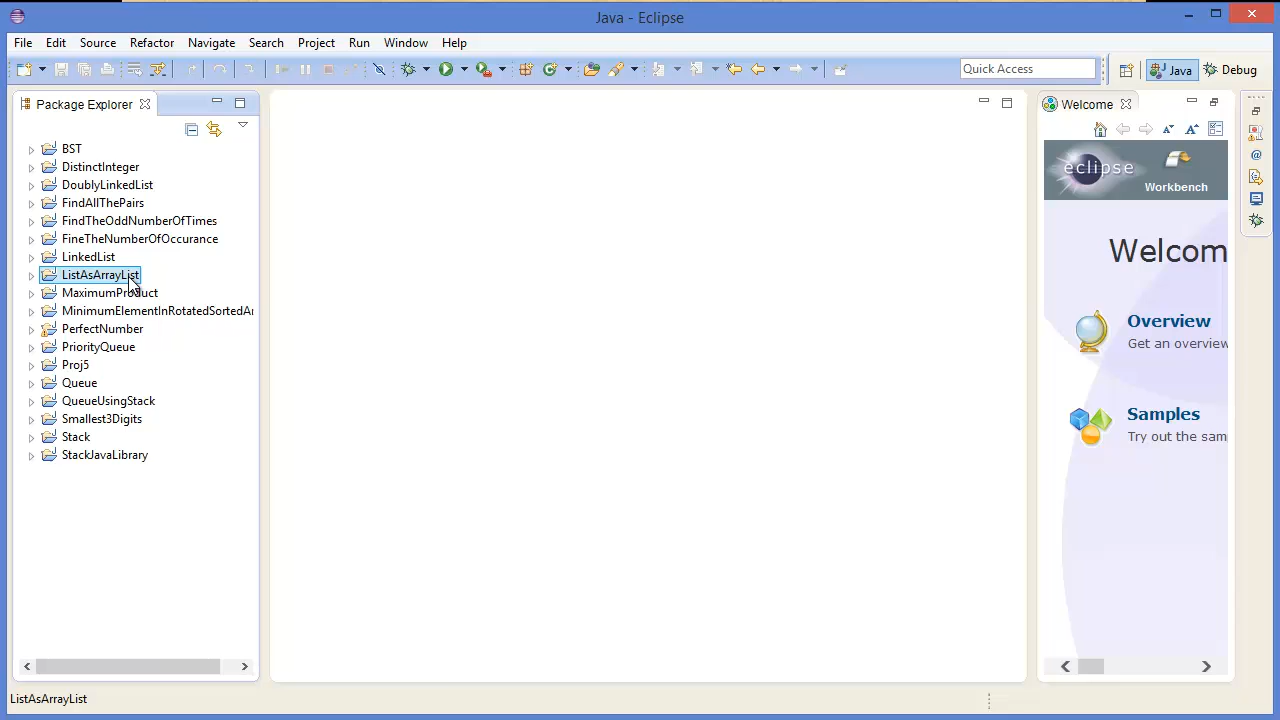 Java - Eclipse
File Edit Source Refactor Navigate Search Project Run Window Help
Quick Access
Java
Debug
Package Explorer
BST
DistinctInteger
DoublyLinkedList
FindAllThePairs
FindTheOddNumberOfTimes
FineTheNumberOfOccurance
LinkedList
ListAsArrayList
MaximumProduct
MinimumElementInRotatedSortedAr
PerfectNumber
PriorityQueue
Proj5
Queue
QueueUsingStack
Smallest3Digits
Stack
StackJavaLibrary
Welcome
eclipse
Workbench
Welcom
Overview
Get an overview
Samples
Try out the sam
ListAsArrayList